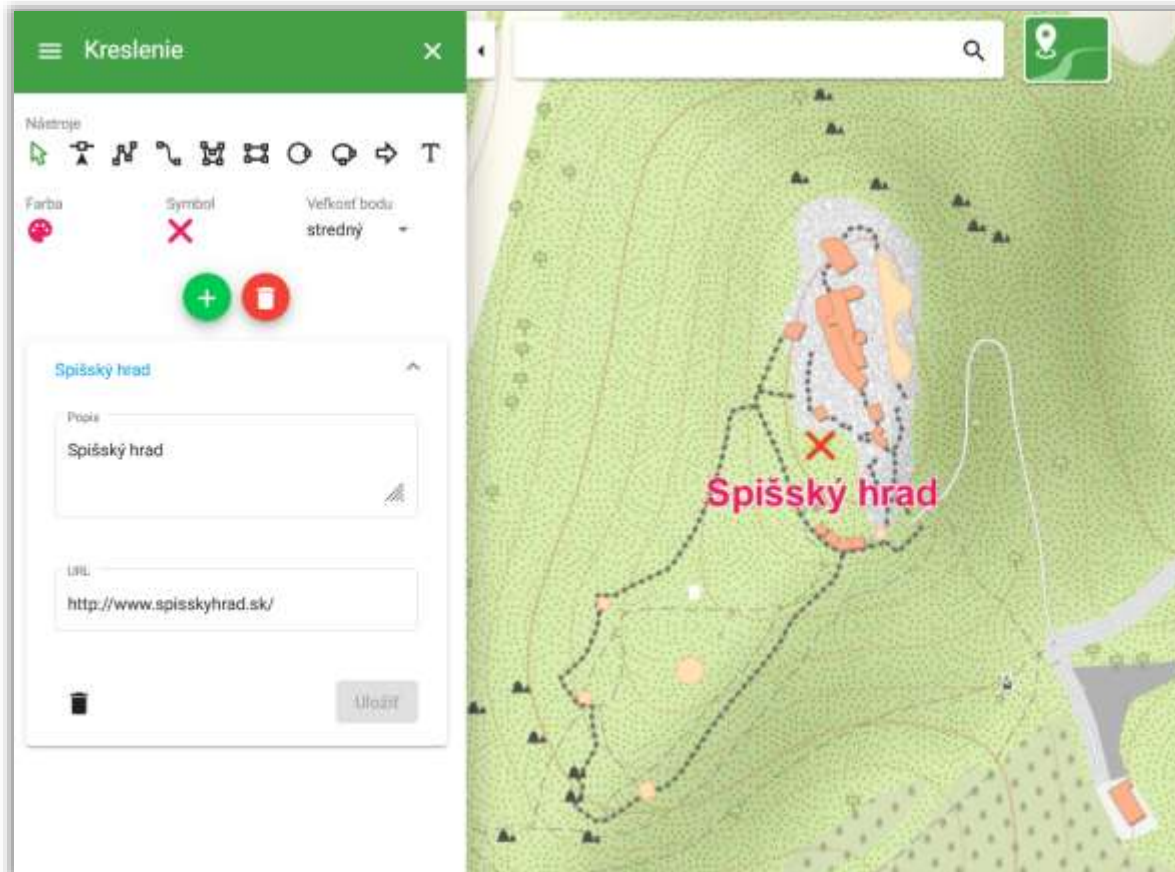 Kreslenie
Nástroje
T
Farba
Symbol
Veľkosť bodu
stredný
Spišský hrad
Popis
Spišský hrad
URL
http://www.spisskyhrad.sk/
Uložiť
Spišský hrad